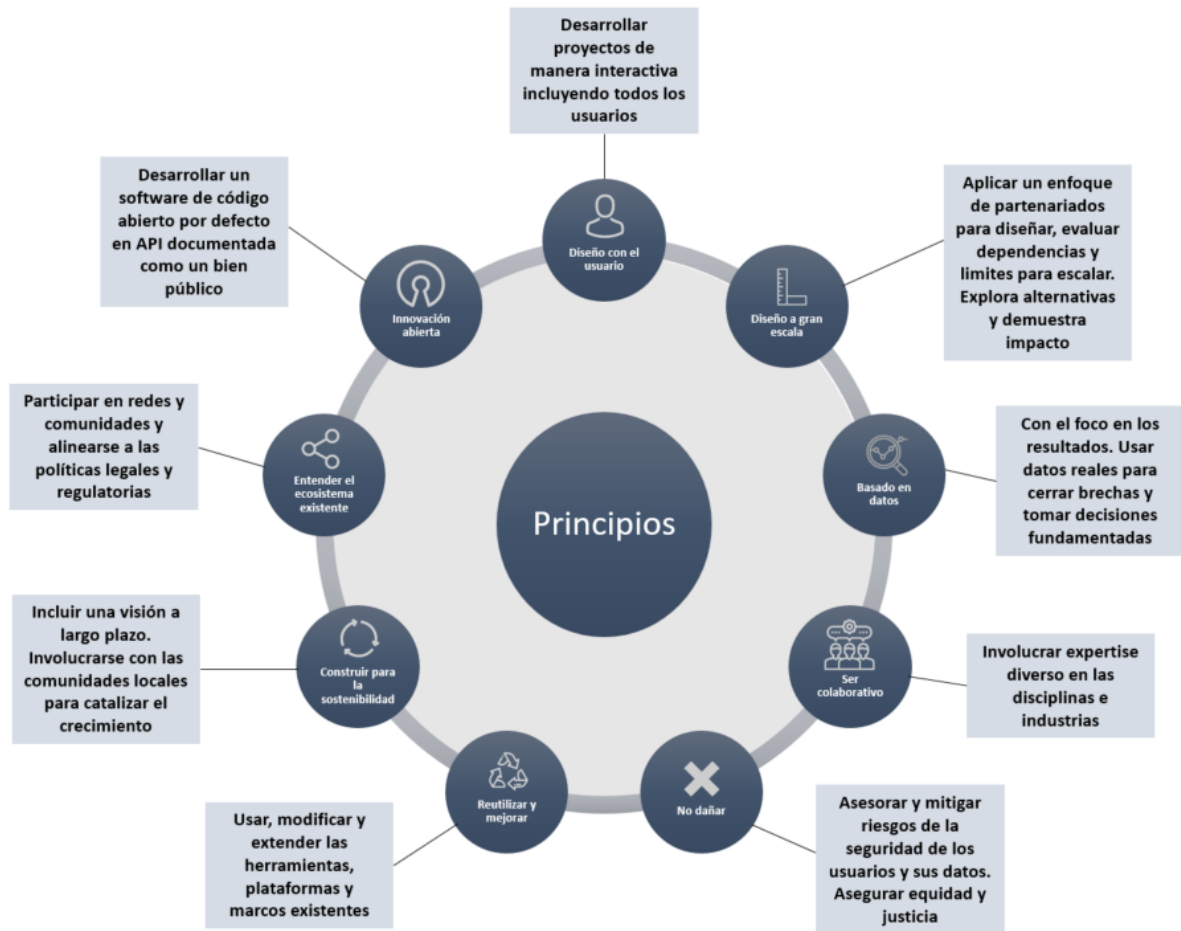 Desarrollar
proyectos de
manera interactiva
incluyendo todos los
usuarios
Diseño con el
usuario
Aplicar un enfoque
de partenariados
para diseñar, evaluar
dependencias y
limites para escalar.
Explora alternativas
y demuestra
impacto
Diseño a gran
escala
Con el foco en los
resultados. Usar
datos reales para
cerrar brechas y
tomar decisiones
fundamentadas
Basado en
datos
Involucrar expertise
diverso en las
disciplinas e
industrias
Ser
colaborativo
Asesorar y mitigar
riesgos de la
seguridad de los
usuarios y sus datos.
Asegurar equidad y
justicia
No dañar
Usar, modificar y
extender las
herramientas,
plataformas y
marcos existentes
Reutilizar y
mejorar
Incluir una visión a
largo plazo.
Involucrarse con las
comunidades locales
para catalizar el
crecimiento
Construir para
la
sostenibilidad
Participar en redes y
comunidades y
alinearse a las
políticas legales y
regulatorias
Entender el
ecosistema
existente
Desarrollar un
software de código
abierto por defecto
en API documentada
como un bien
público
Innovación
abierta
Principios